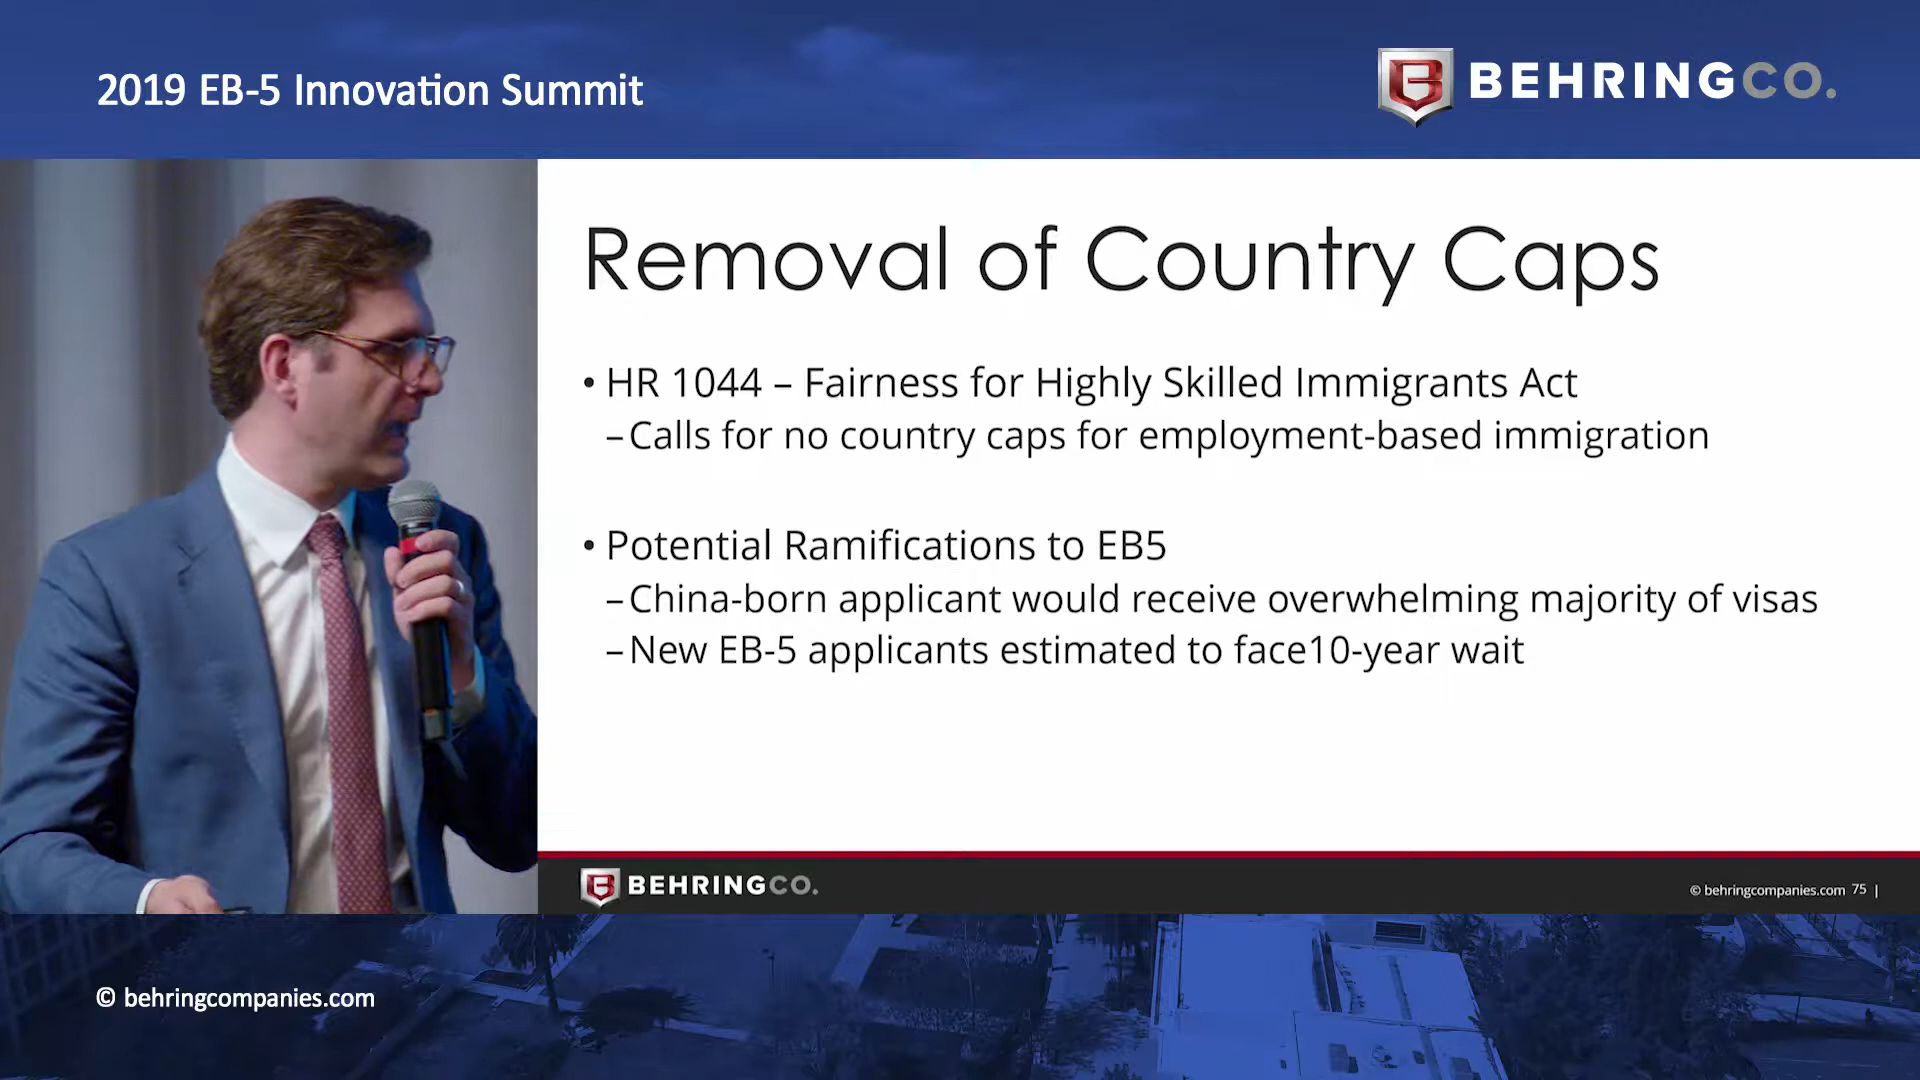 2019 EB-5 Innovation Summit
BEHRINGCO.
Removal of Country Caps
• HR 1044 – Fairness for Highly Skilled Immigrants Act
– Calls for no country caps for employment-based immigration
• Potential Ramifications to EB5
– China-born applicant would receive overwhelming majority of visas
– New EB-5 applicants estimated to face10-year wait
BEHRINGCO.
© behringcompanies.com 75 |
© behringcompanies.com